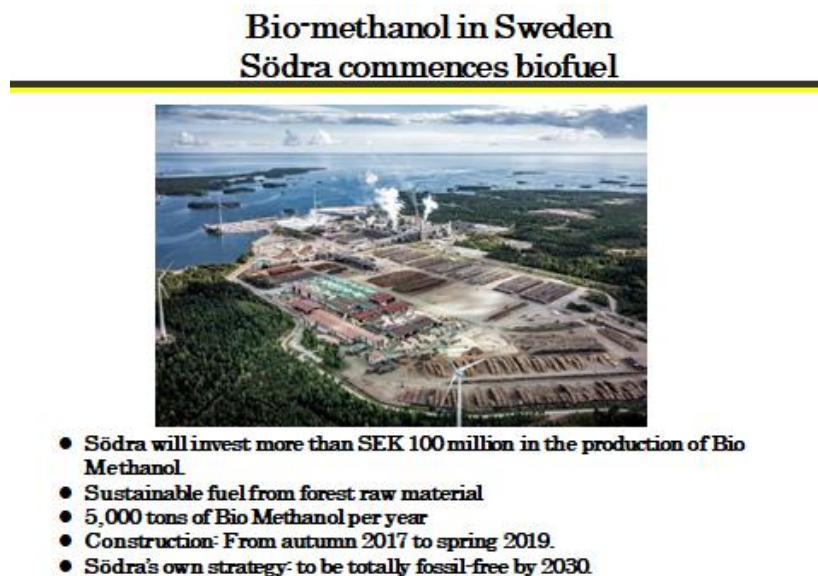 Bio-methanol in Sweden
Södra commences biofuel
● Södra will invest more than SEK 100 million in the production of Bio
Methanol.
● Sustainable fuel from forest raw material
● 5,000 tons of Bio Methanol per year
● Construction: From autumn 2017 to spring 2019.
● Södra's own strategy: to be totally fossil-free by 2030.